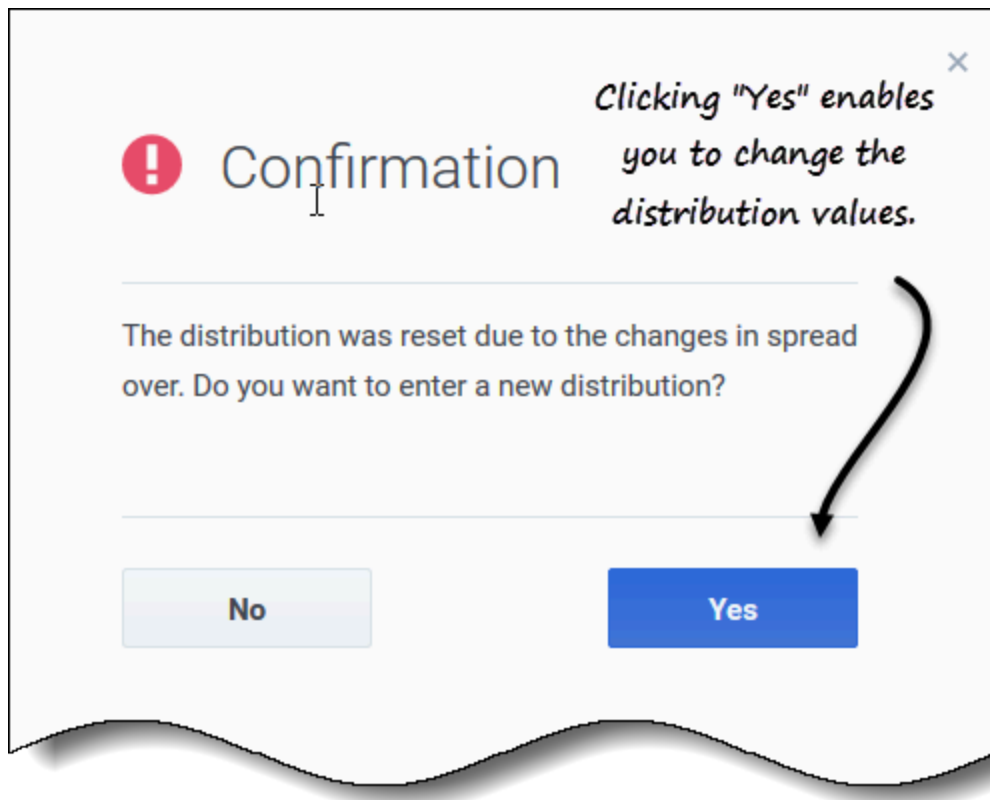 Clicking "Yes" enables
you to change the
distribution values.
Confirmation
The distribution was reset due to the changes in spread
over. Do you want to enter a new distribution?
No
Yes